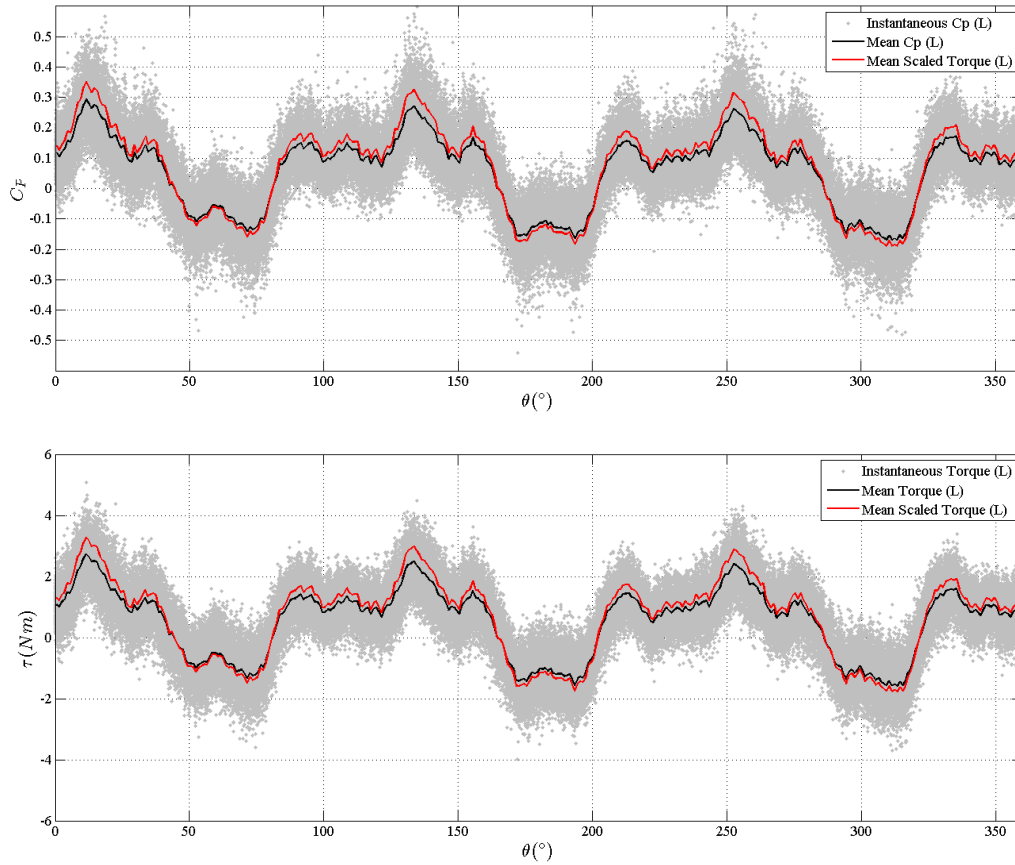 Instantaneous Cp (L)
Mean Cp (L)
Mean Scaled Torque (L)
0.6
0.5
0.4
0.3
0.2
0.1
0
-0.1
-0.2
-0.3
-0.4
-0.5
C_P
0 50 100 150 200 250 300 350
θ(°)
Instantaneous Torque (L)
Mean Torque (L)
Mean Scaled Torque (L)
6
4
2
0
-2
-4
-6
τ(Nm)
0 50 100 150 200 250 300 350
θ(°)